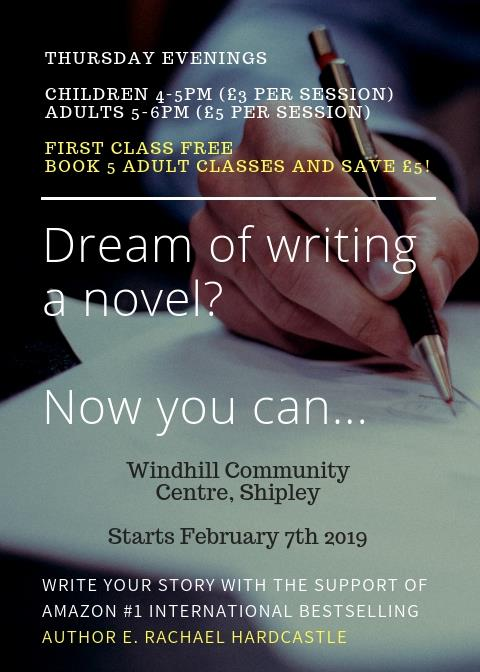 THURSDAY EVENINGS
CHILDREN 4-5PM (£3 PER SESSION)
ADULTS 5-6PM (£5 PER SESSION)
FIRST CLASS FREE
BOOK 5 ADULT CLASSES AND SAVE £5!
Dream of writing
a novel?
Now you can...
Windhill Community
Centre, Shipley
Starts February 7th 2019
WRITE YOUR STORY WITH THE SUPPORT OF
AMAZON #1 INTERNATIONAL BESTSELLING
AUTHOR E. RACHAEL HARDCASTLE